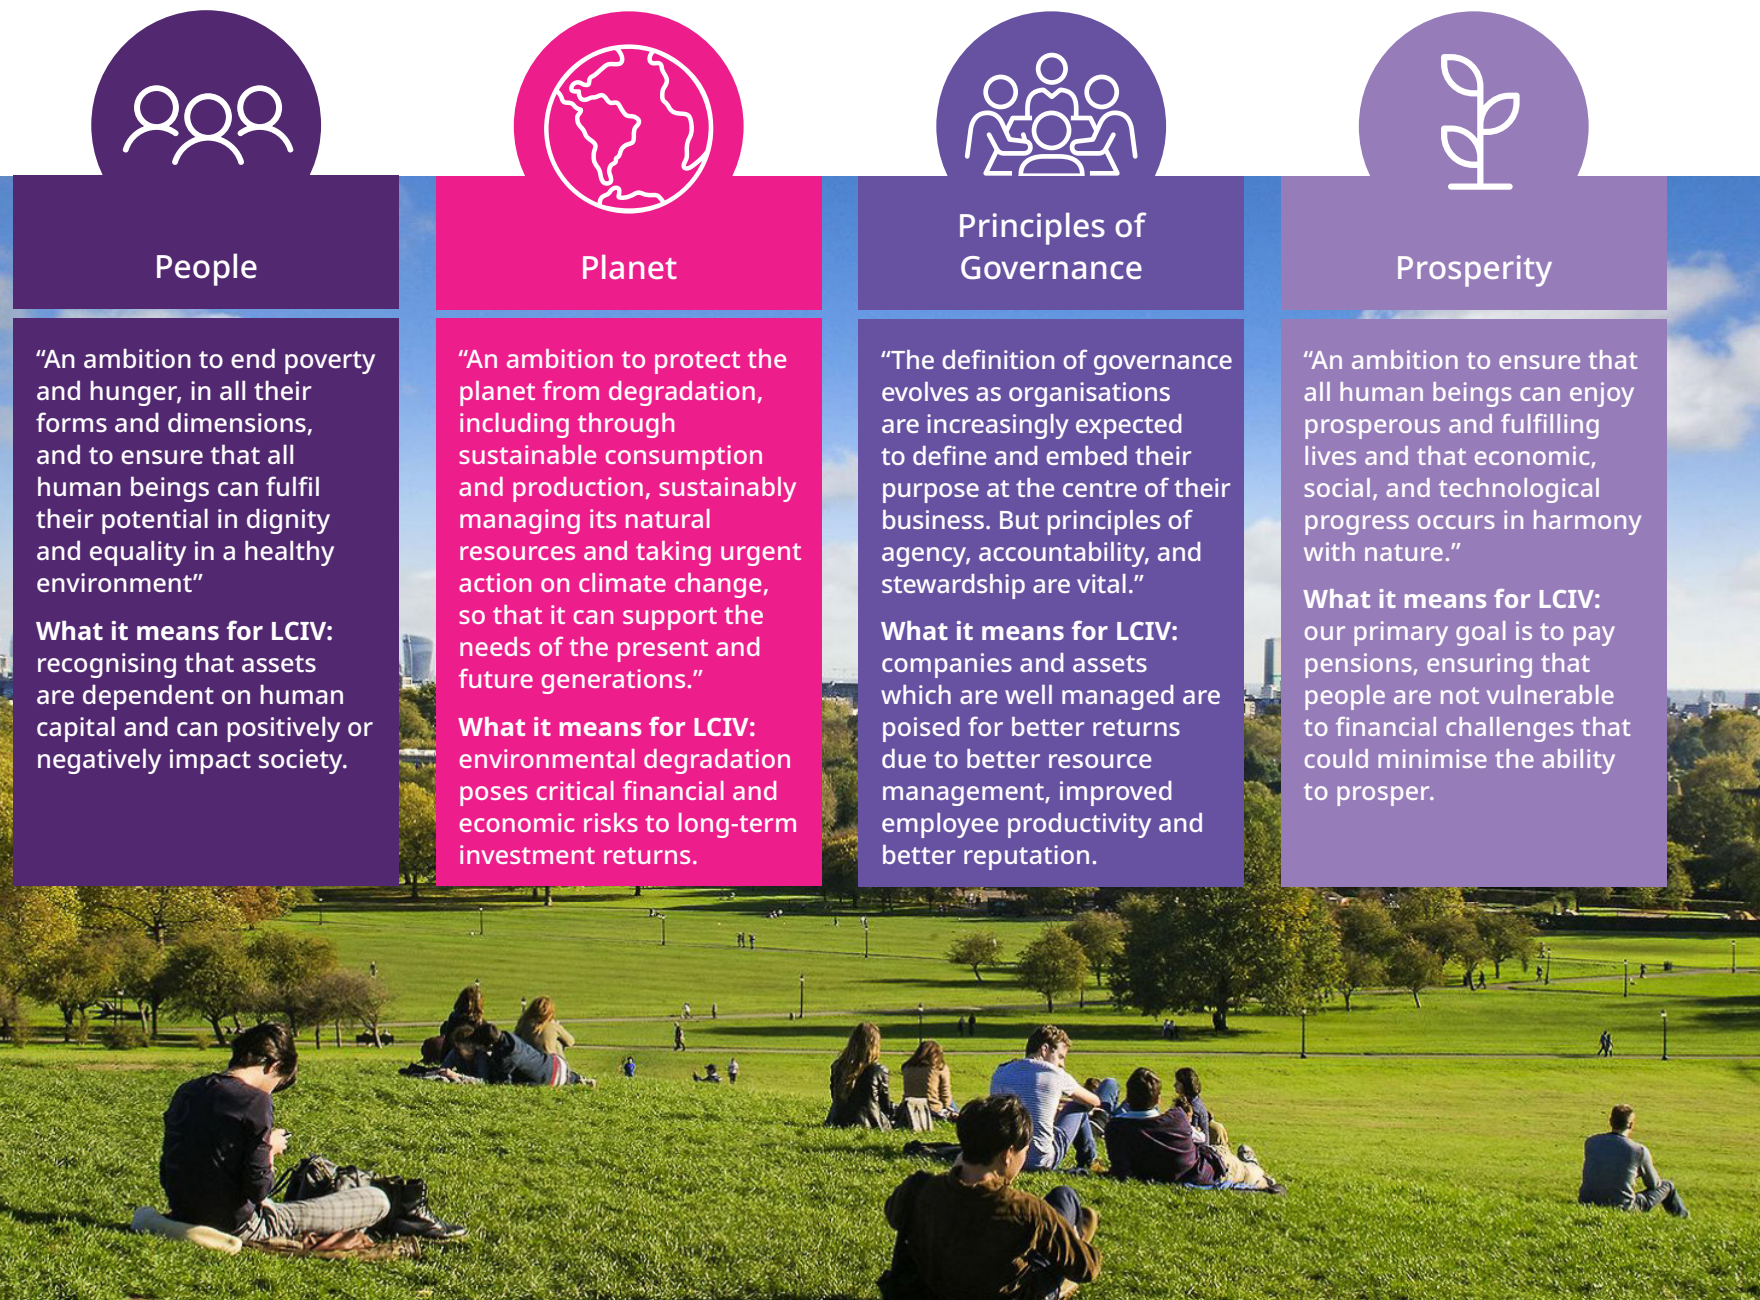 People
“An ambition to end poverty
and hunger, in all their
forms and dimensions,
and to ensure that all
human beings can fulfil
their potential in dignity
and equality in a healthy
environment”
What it means for LCIV:
recognising that assets
are dependent on human
capital and can positively or
negatively impact society.
Planet
“An ambition to protect the
planet from degradation,
including through
sustainable consumption
and production, sustainably
managing its natural
resources and taking urgent
action on climate change,
so that it can support the
needs of the present and
future generations.”
What it means for LCIV:
environmental degradation
poses critical financial and
economic risks to long-term
investment returns.
Principles of
Governance
“The definition of governance
evolves as organisations
are increasingly expected
to define and embed their
purpose at the centre of their
business. But principles of
agency, accountability, and
stewardship are vital.”
What it means for LCIV:
companies and assets
which are well managed are
poised for better returns
due to better resource
management, improved
employee productivity and
better reputation.
Prosperity
“An ambition to ensure that
all human beings can enjoy
prosperous and fulfilling
lives and that economic,
social, and technological
progress occurs in harmony
with nature.”
What it means for LCIV:
our primary goal is to pay
pensions, ensuring that
people are not vulnerable
to financial challenges that
could minimise the ability
to prosper.